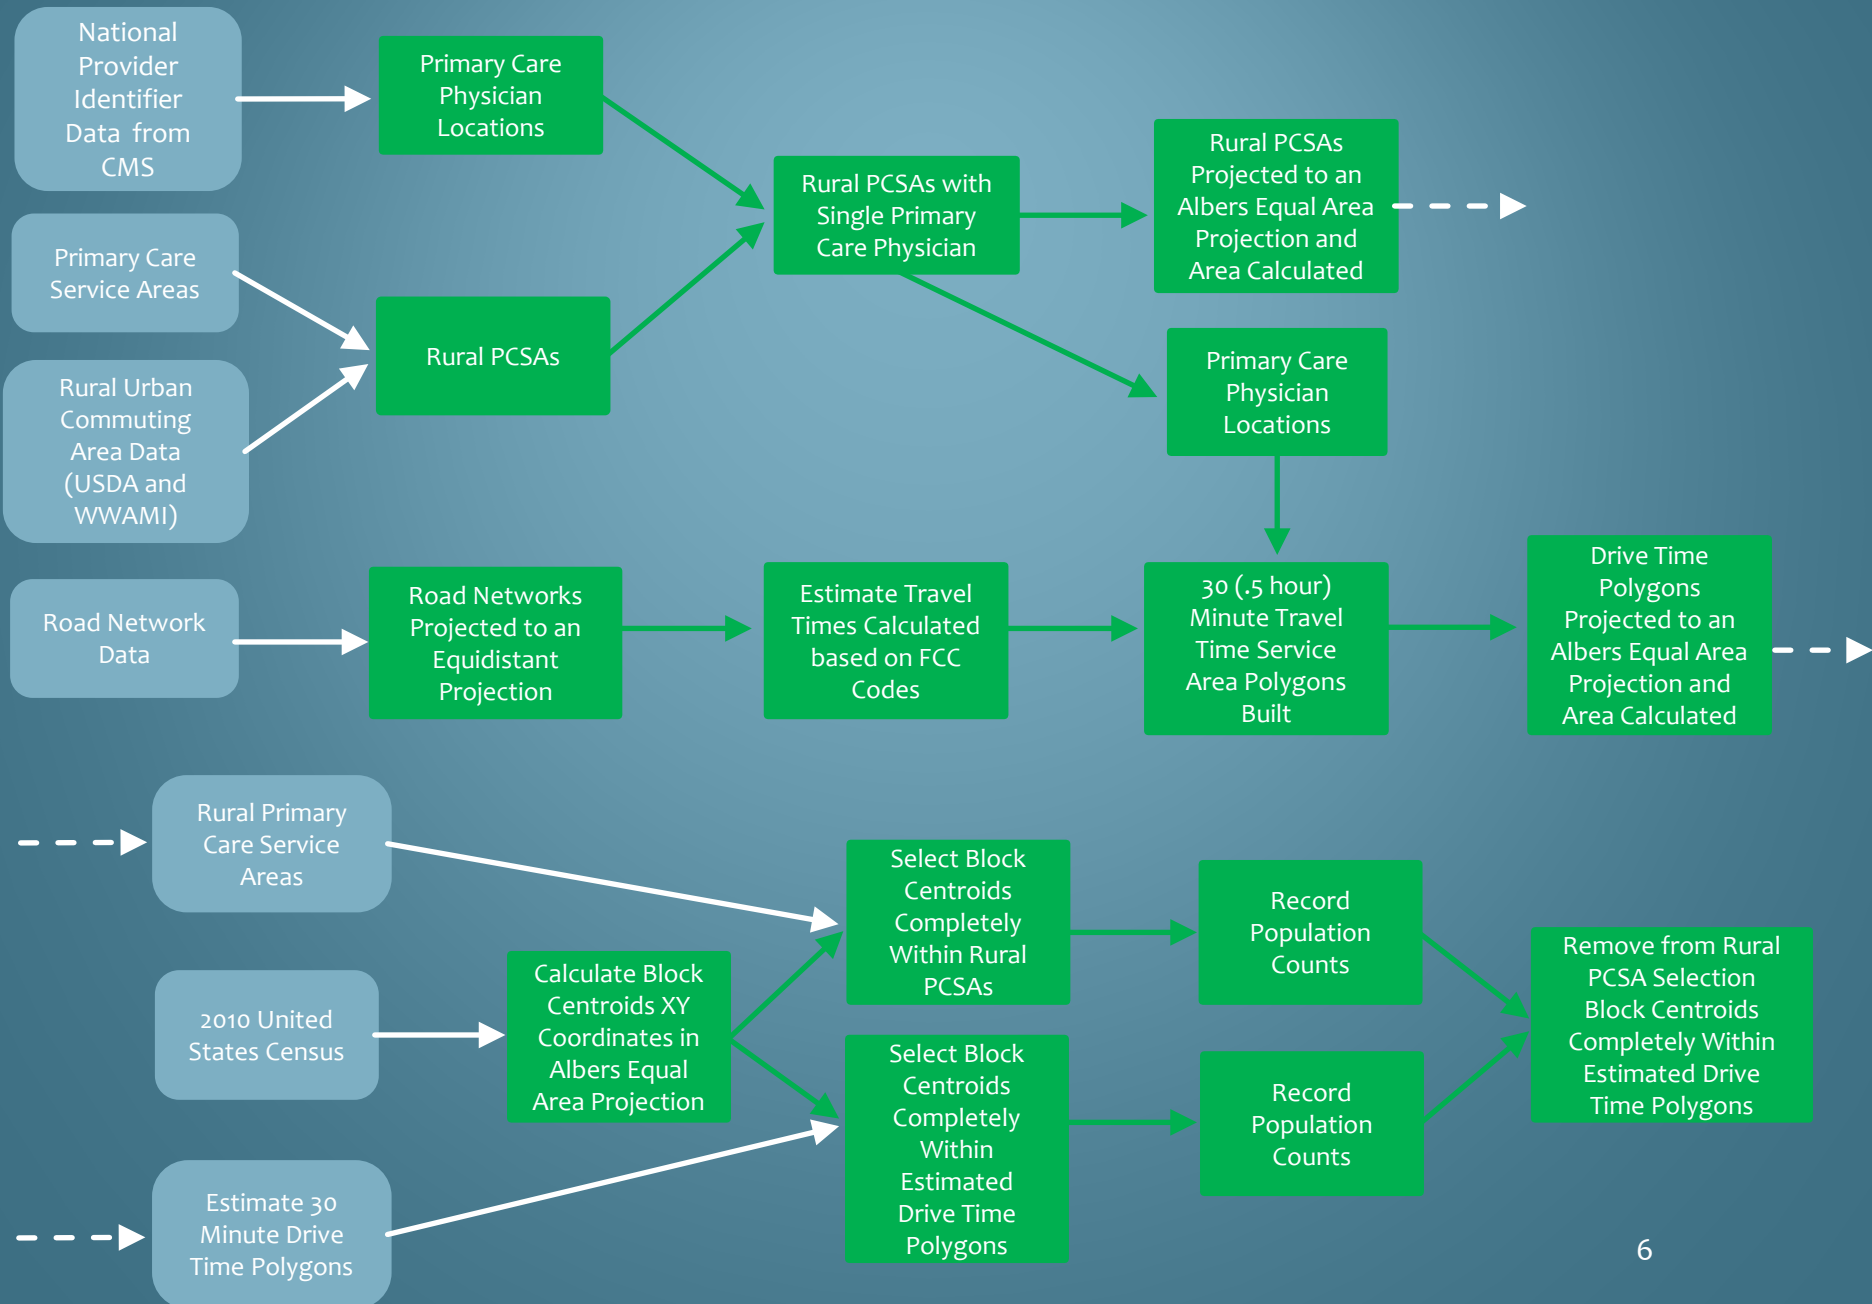 National
Provider
Identifier
Data from
CMS
Primary Care
Physician
Locations
Primary Care
Service Areas
Rural PCSAs
Rural Urban
Commuting
Area Data
(USDA and
WWAMI)
Rural PCSAs with
Single Primary
Care Physician
Rural PCSAs
Projected to an
Albers Equal Area
Projection and
Area Calculated
Primary Care
Physician
Locations
Road Network
Data
Road Networks
Projected to an
Equidistant
Projection
Estimate Travel
Times Calculated
based on FCC
Codes
30 (.5 hour)
Minute Travel
Time Service
Area Polygons
Built
Drive Time
Polygons
Projected to an
Albers Equal Area
Projection and
Area Calculated
Rural Primary
Care Service
Areas
2010 United
States Census
Estimate 30
Minute Drive
Time Polygons
Calculate Block
Centroids XY
Coordinates in
Albers Equal
Area Projection
Select Block
Centroids
Completely
Within Rural
PCSAs
Select Block
Centroids
Completely
Within
Estimated
Drive Time
Polygons
Record
Population
Counts
Record
Population
Counts
Remove from Rural
PCSA Selection
Block Centroids
Completely Within
Estimated Drive
Time Polygons
6